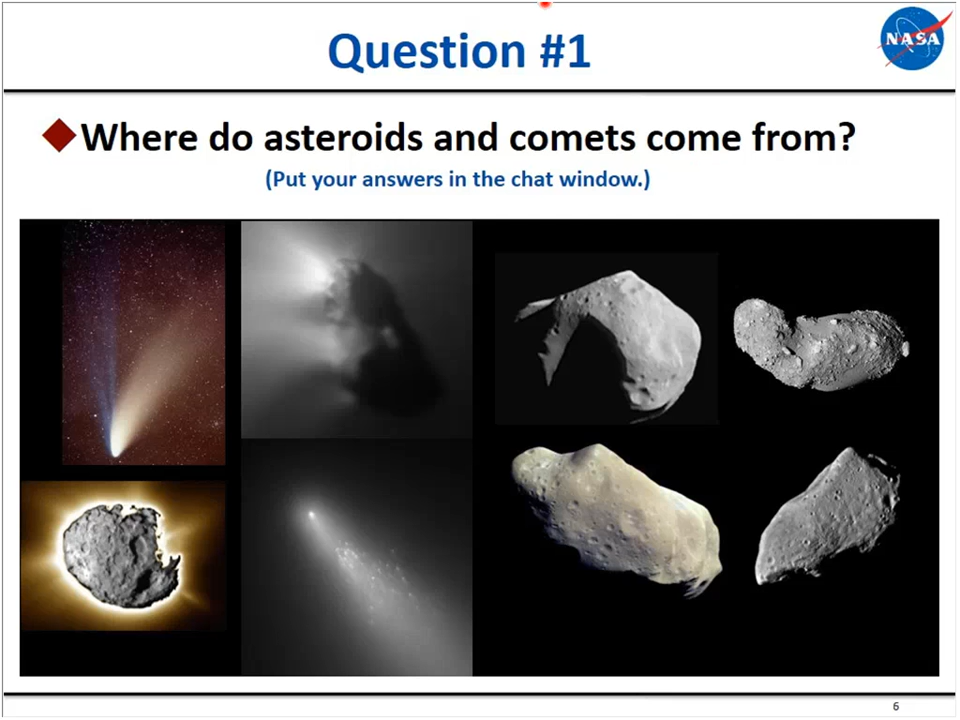 Question #1
NASA
Where do asteroids and comets come from?
(Put your answers in the chat window.)
6